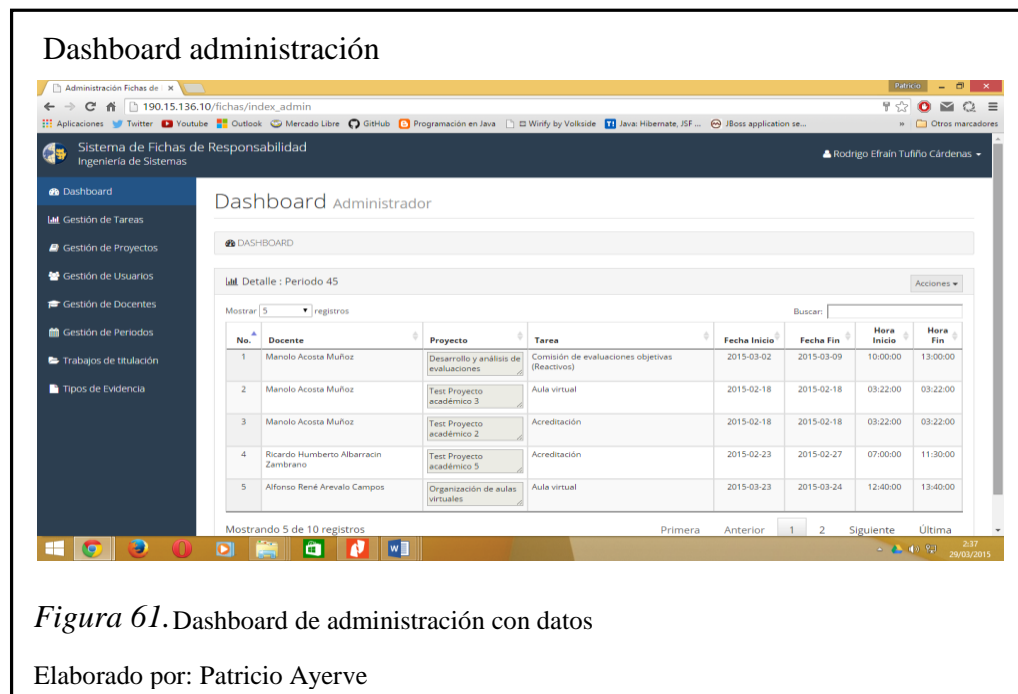 Dashboard administración
Administración Fichas de
Patricio
190.15.136.10/fichas/index_admin
Aplicaciones Twitter Youtube Outlook Mercado Libre GitHub Programación en Java Winify by Volkside Java: Hibernate, JSF ... JBoss application se... » Otros marcadores
Sistema de Fichas de Responsabilidad
Ingeniería de Sistemas
Rodrigo Efraín Tufiño Cárdenas
Dashboard
Gestión de Tareas
Gestión de Proyectos
Gestión de Usuarios
Gestión de Docentes
Gestión de Periodos
Trabajos de titulación
Tipos de Evidencia
Dashboard Administrador
DASHBOARD
Detalle : Periodo 45
Acciones
Mostrar 5 registros
Buscar:
No. Docente Proyecto Tarea Fecha Inicio Fecha Fin Hora Inicio Hora Fin
1 Manolo Acosta Muñoz Desarrollo y análisis de evaluaciones Comisión de evaluaciones objetivas (Reactivos) 2015-03-02 2015-03-09 10:00:00 13:00:00
2 Manolo Acosta Muñoz Test Proyecto académico 3 Aula virtual 2015-02-18 2015-02-18 03:22:00 03:22:00
3 Manolo Acosta Muñoz Test Proyecto académico 2 Acreditación 2015-02-18 2015-02-18 03:22:00 03:22:00
4 Ricardo Humberto Albarracin Zambrano Test Proyecto académico 5 Acreditación 2015-02-23 2015-02-27 07:00:00 11:30:00
5 Alfonso René Arevalo Campos Organización de aulas virtuales Aula virtual 2015-03-23 2015-03-24 12:40:00 13:40:00
Mostrando 5 de 10 registros
Primera Anterior 1 2 Siguiente Última
2:37
29/03/2015
Figura 61. Dashboard de administración con datos
Elaborado por: Patricio Ayerve